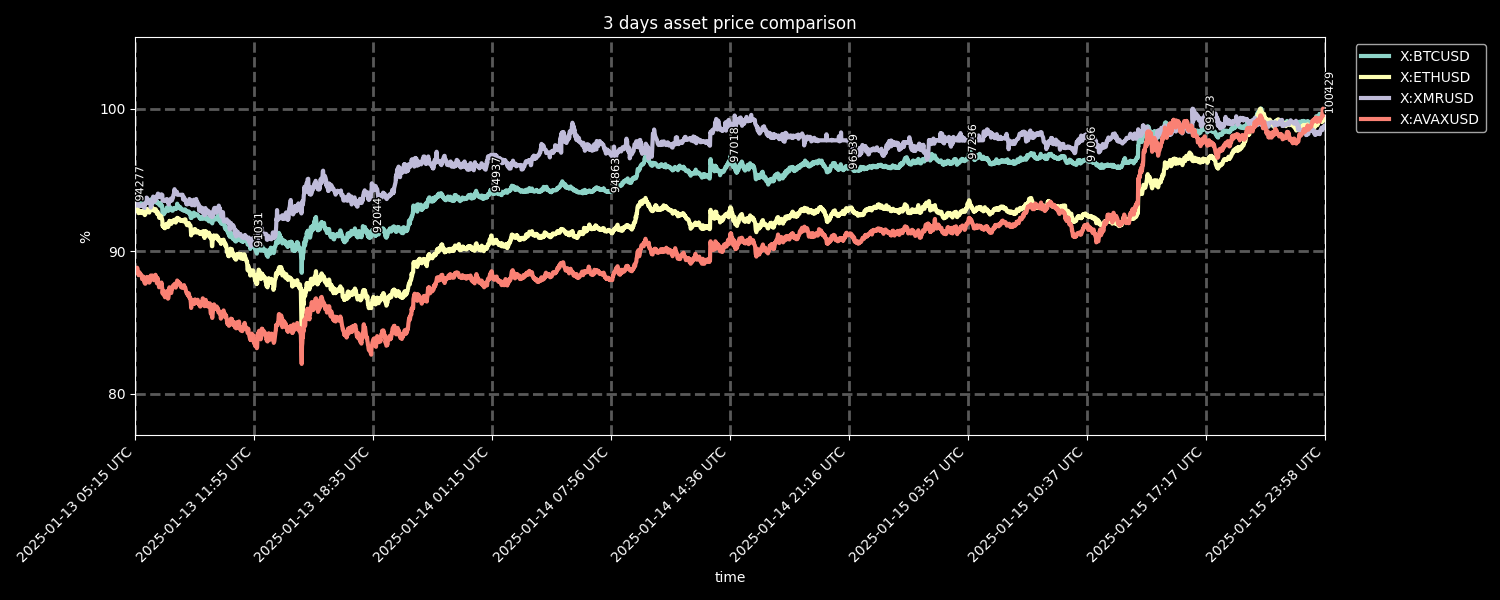 3 days asset price comparison
X:BTCUSD
X:ETHUSD
X:XMRUSD
X:AVAXUSD
100
90
80
%
94277
91031
92044
94937
94863
97018
96539
97236
97066
99273
100429
2025-01-13 05:15 UTC
2025-01-13 11:55 UTC
2025-01-13 18:35 UTC
2025-01-14 01:15 UTC
2025-01-14 07:56 UTC
2025-01-14 14:36 UTC
2025-01-14 21:16 UTC
2025-01-15 03:57 UTC
2025-01-15 10:37 UTC
2025-01-15 17:17 UTC
2025-01-15 23:58 UTC
time